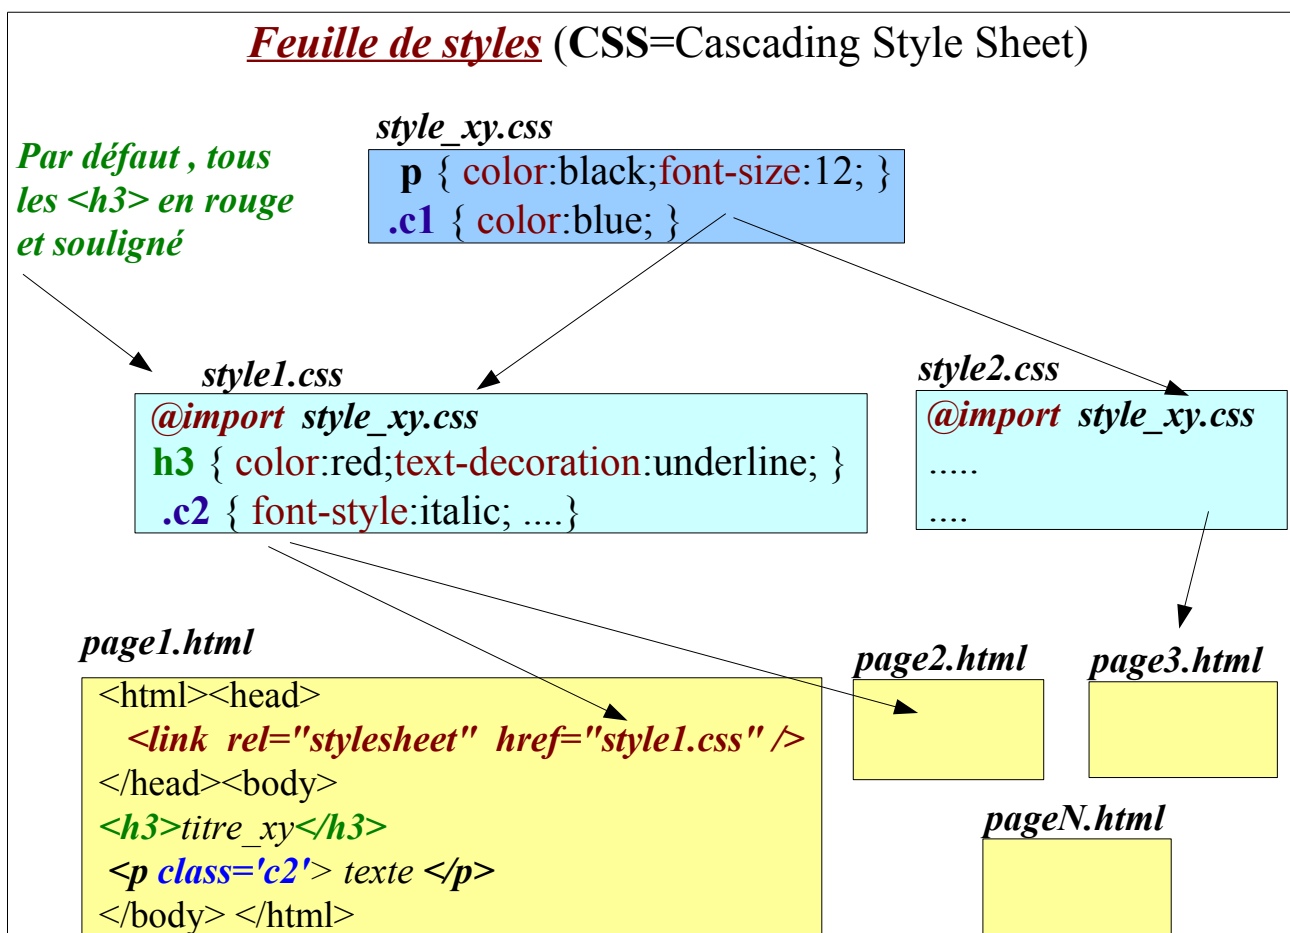 Feuille de styles (CSS=Cascading Style Sheet)
style_xy.css
p { color:black;font-size:12; }
.c1 { color:blue; }
Par défaut , tous
les <h3> en rouge
et souligné
style1.css
@import style_xy.css
h3 { color:red;text-decoration:underline; }
.c2 { font-style:italic; ....}
style2.css
@import style_xy.css
.....
....
page1.html
<html><head>
<link rel="stylesheet" href="style1.css" />
</head><body>
<h3>titre_xy</h3>
<p class='c2'> texte </p>
</body> </html>
page2.html
page3.html
pageN.html